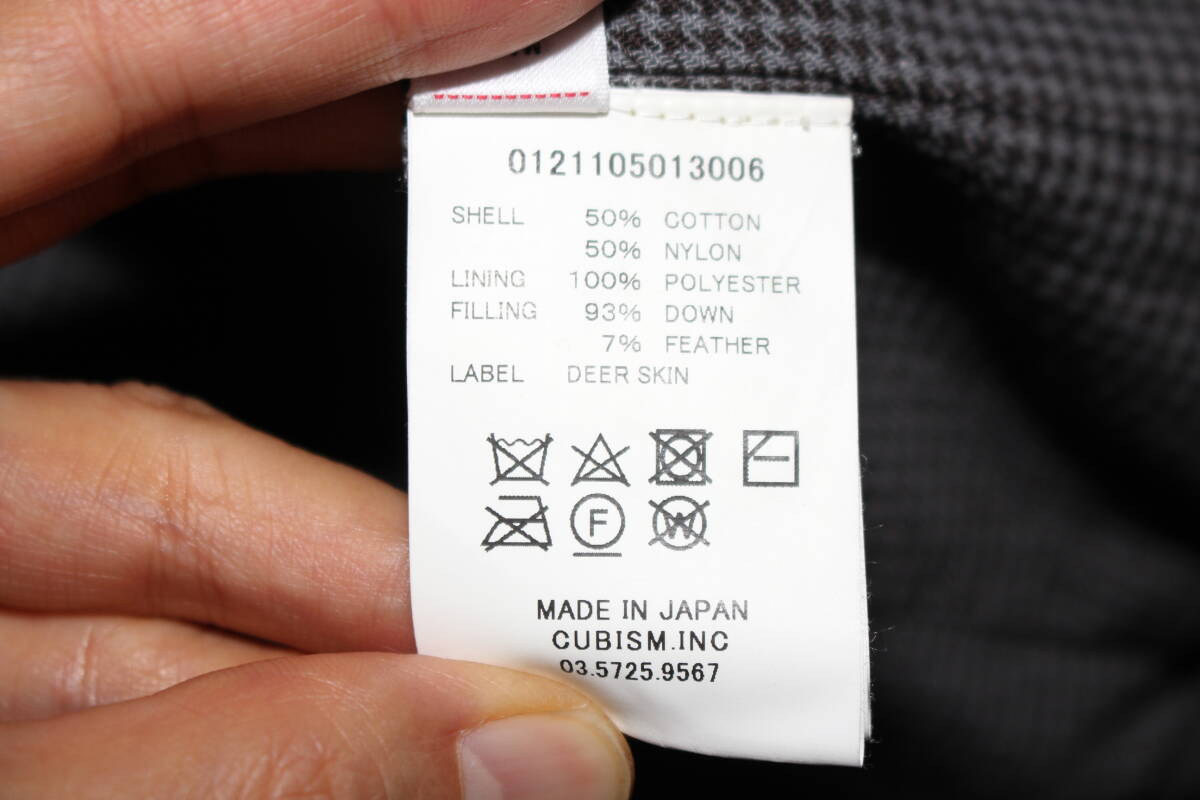 0121105013006
SHELL 50% COTTON
50% NYLON
LINING 100% POLYESTER
FILLING 93% DOWN
7% FEATHER
LABEL DEER SKIN
F
W
MADE IN JAPAN
CUBISM.INC
03.5725.9567